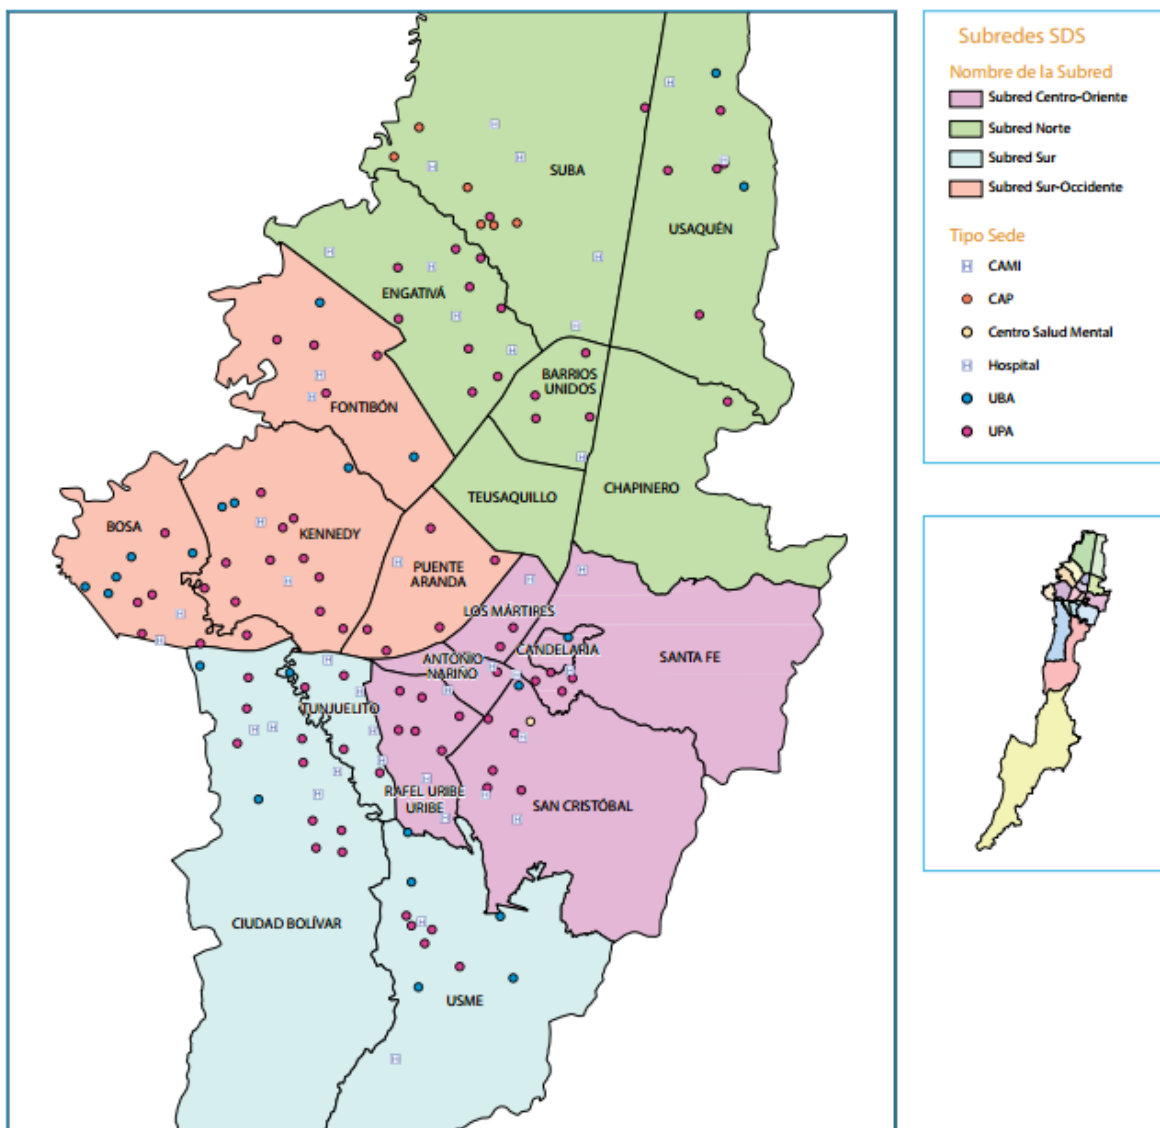 SUBA
USAQUÉN
ENGATIVÁ
BARRIOS
UNIDOS
FONTIBÓN
TEUSAQUILLO
CHAPINERO
BOSA
KENNEDY
PUENTE
ARANDA
LOS MÁRTIRES
CANDELARIA
SANTA FE
ANTONIO
NARIÑO
TUNJUELITO
RAFEL URIBE
URIBE
SAN CRISTÓBAL
CIUDAD BOLÍVAR
USME
Subredes SDS
Nombre de la Subred
Subred Centro-Oriente
Subred Norte
Subred Sur
Subred Sur-Occidente
Tipo Sede
H CAMI
CAP
Centro Salud Mental
H Hospital
UBA
UPA